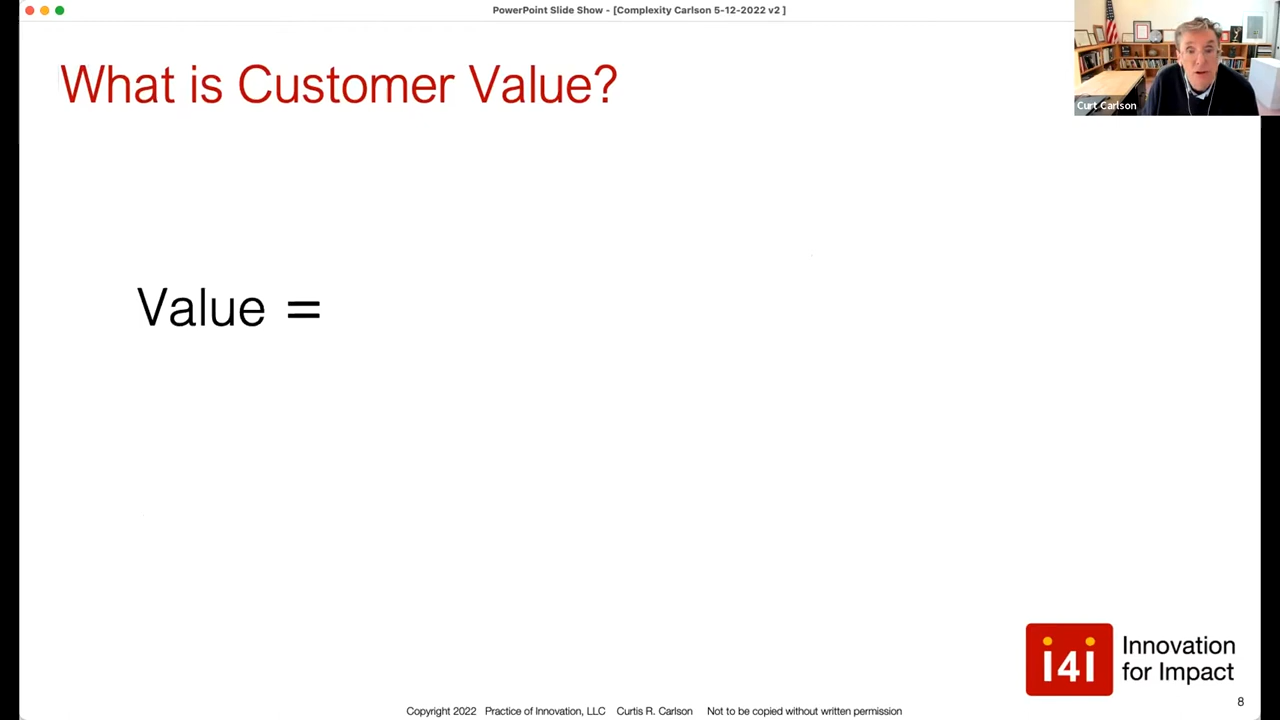 PowerPoint Slide Show - [Complexity Carlson 5-12-2022 v2 ]
What is Customer Value?
Curt Carlson
Value =
i4i
Innovation
for Impact
8
Copyright 2022 Practice of Innovation, LLC Curtis R. Carlson Not to be copied without written permission